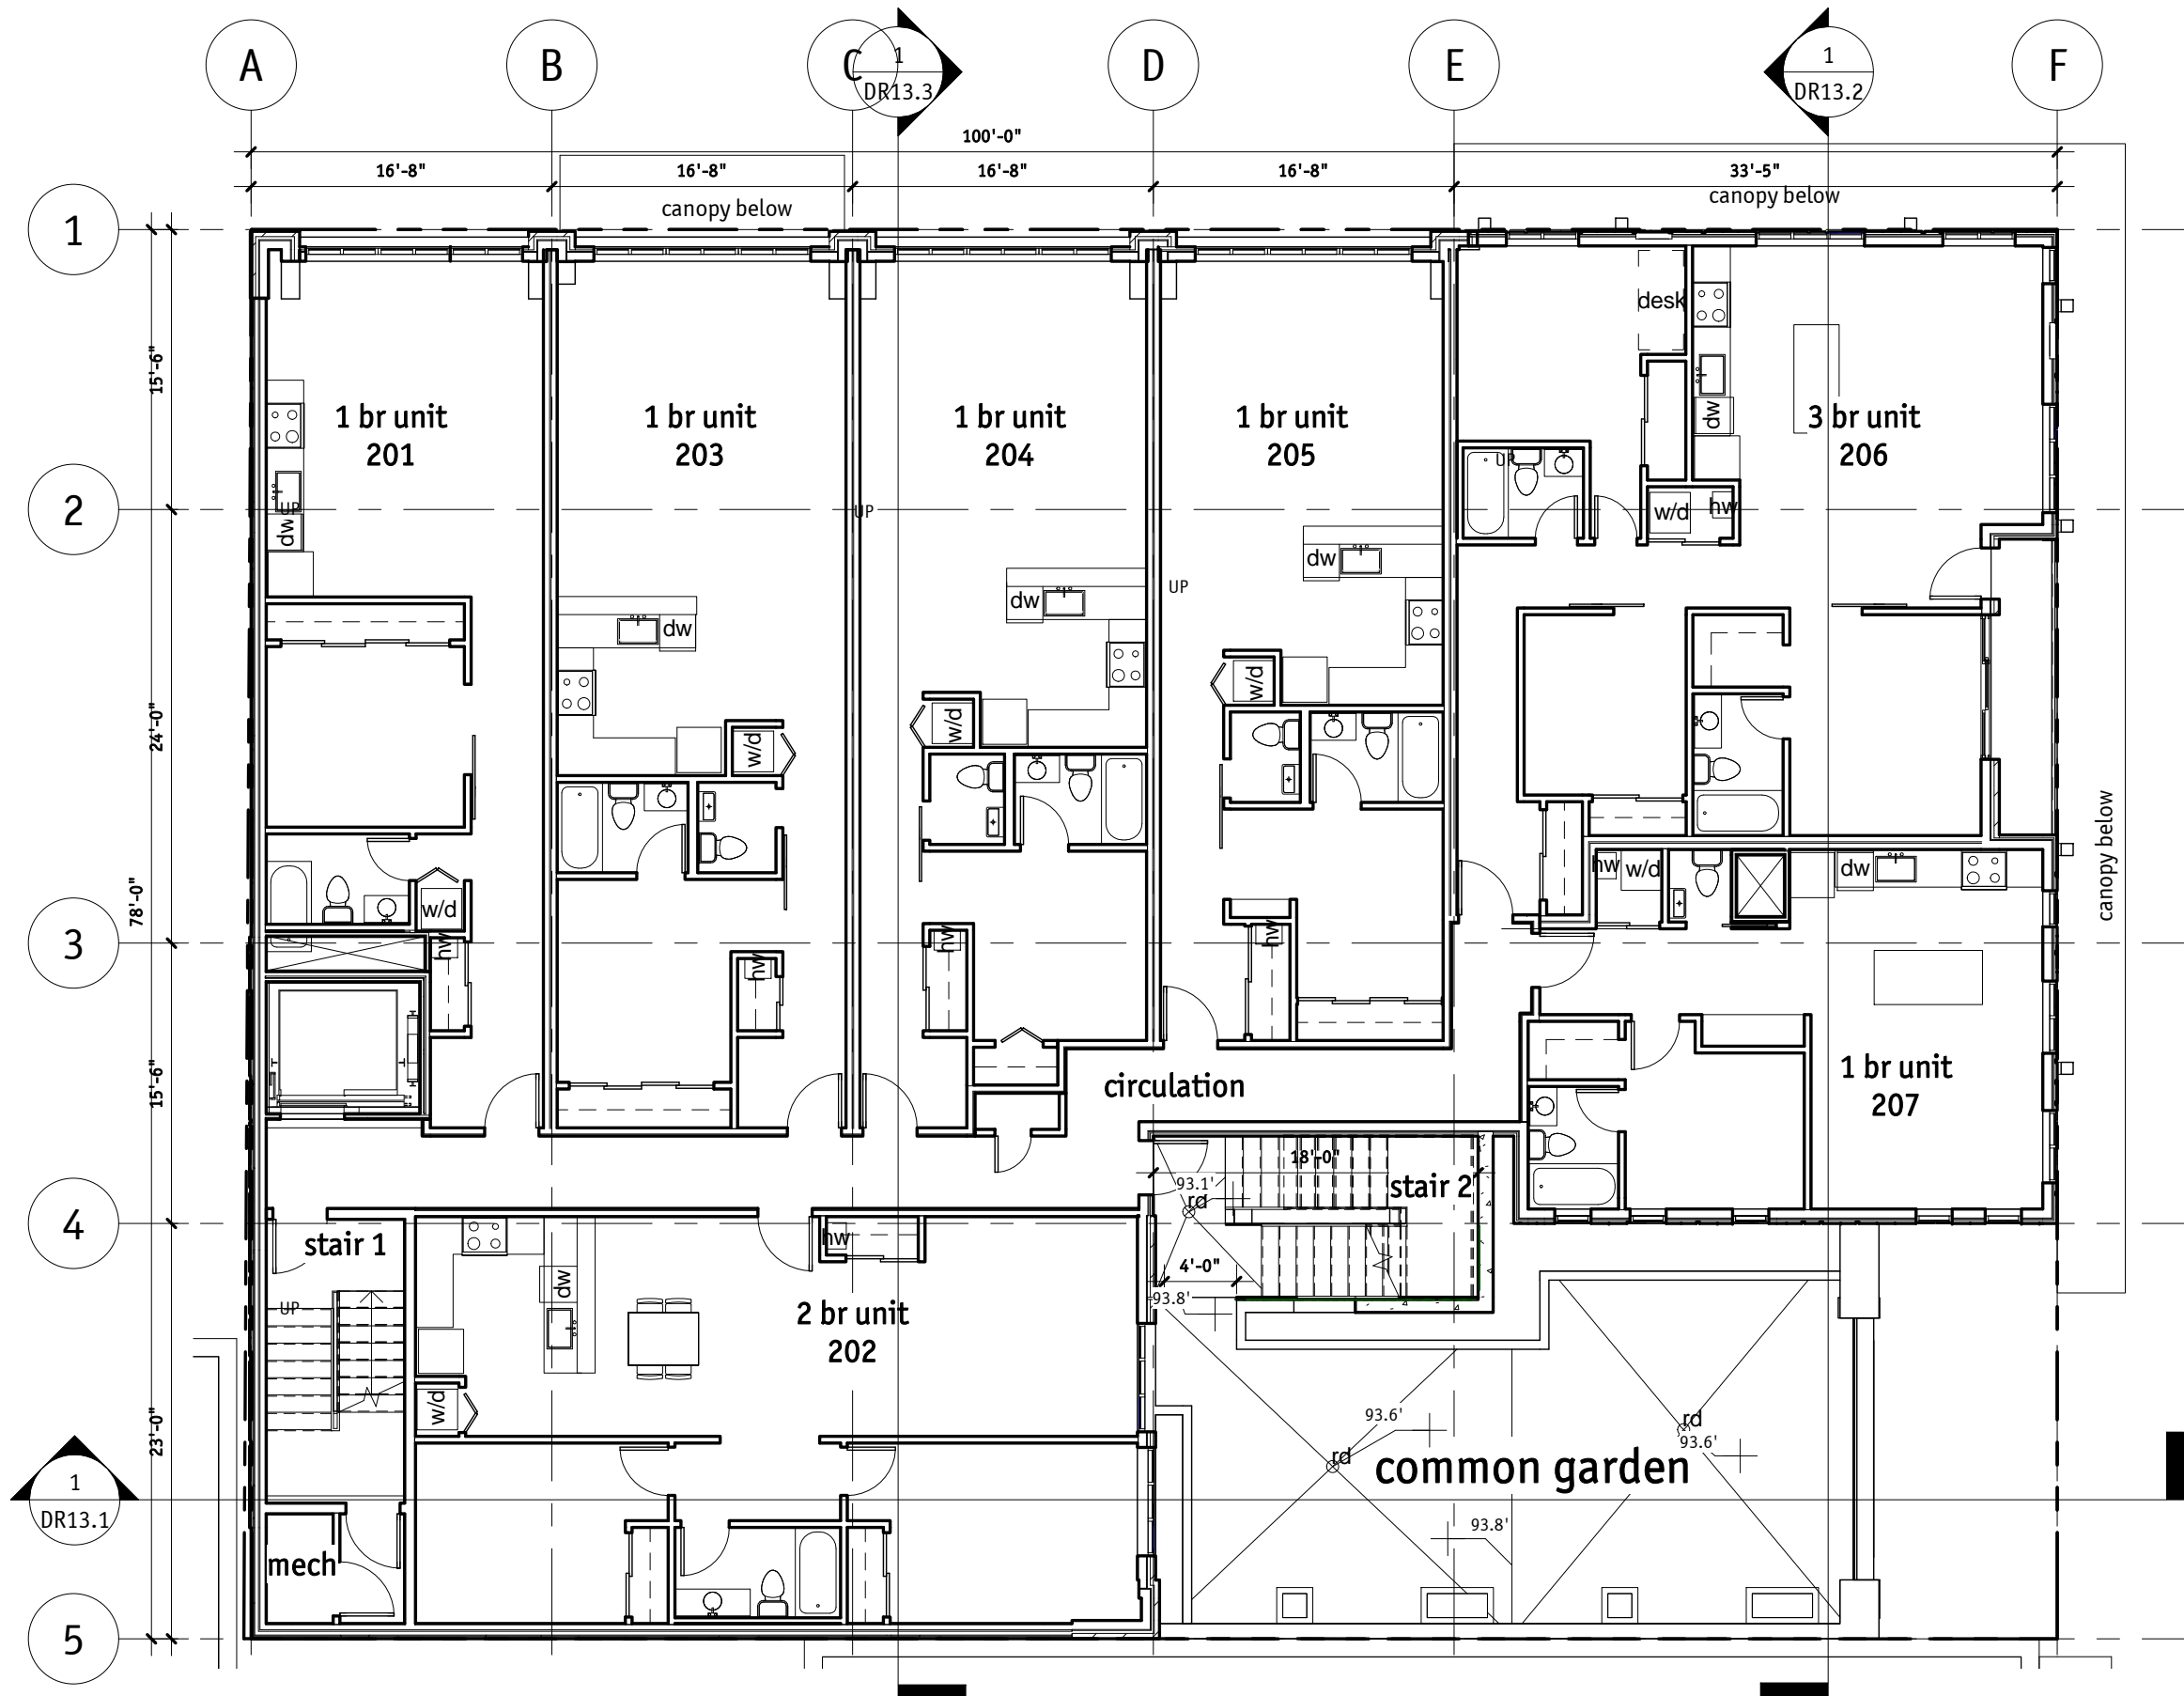 A
B
C
1
DR13.3
D
E
1
DR13.2
F
100'-0"
16'-8"
16'-8"
16'-8"
16'-8"
33'-5"
canopy below
canopy below
1
2
3
4
5
15'-6"
24'-0"
78'-0"
15'-6"
23'-0"
1
DR13.1
1 br unit
201
1 br unit
203
1 br unit
204
1 br unit
205
3 br unit
206
desk
dw
UP
dw
UP
UP
UP
w/d
hw
dw
dw
dw
w/d
w/d
w/d
w/d
hw
hw
hw
hw
hw
w/d
dw
canopy below
circulation
1 br unit
207
18'-0"
stair 2
93.1'
rd
4'-0"
93.8'
stair 1
UP
hw
dw
2 br unit
202
w/d
93.6'
rd
rd
93.6'
common garden
93.8'
mech